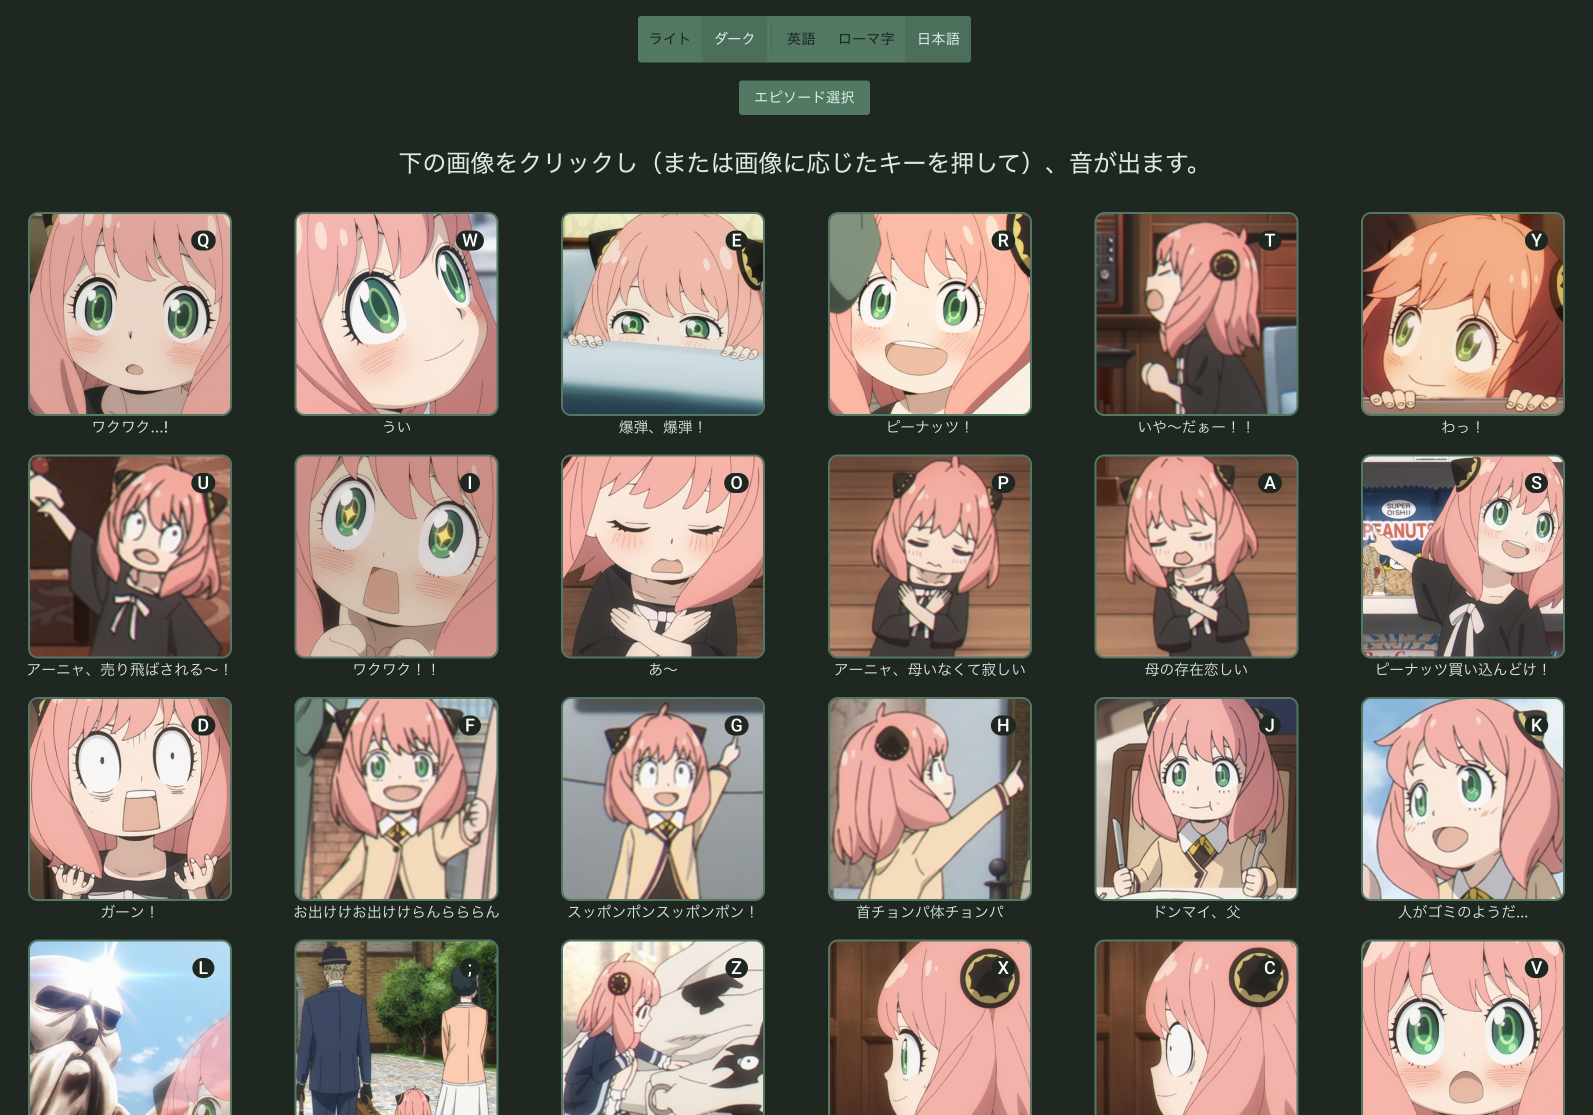 ライト ダーク 英語 ローマ字 日本語
エピソード選択
下の画像をクリックし（または画像に応じたキーを押して）、音が出ます。
Q W E R T Y
ワクワク...! うい 爆弾、爆弾！ ピーナッツ！ いや〜だぁー！！ わっ！
U I O P A S
SUPER
OISHII
PEANUTS
アーニャ、売り飛ばされる〜！ ワクワク！！ あ〜 アーニャ、母いなくて寂しい 母の存在恋しい ピーナッツ買い込んどけ！
D F G H J K
ガーン！ お出けけお出けけらんらららん スッポンポンスッポンポン！ 首チョンパ体チョンパ ドンマイ、父 人がゴミのようだ...
L ; Z X C V